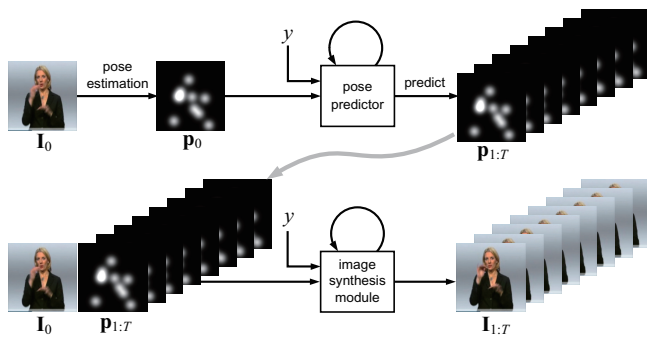 y
pose
estimation
pose
predictor
predict
I₀
p₀
p₁:T
y
image
synthesis
module
I₀
p₁:T
I₁:T